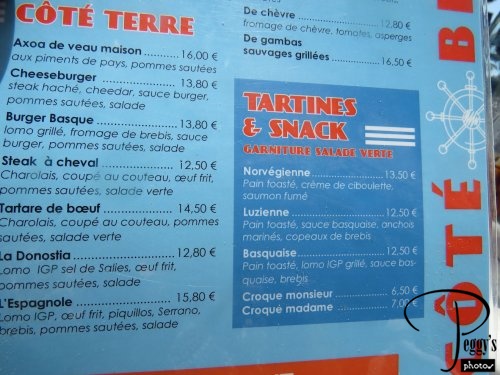 CÔTÉ TERRE
Axoa de veau maison ............ 16,00 €
aux piments de pays, pommes sautées
Cheeseburger .................... 13,80 €
steak haché, cheedar, sauce burger,
pommes sautées, salade
Burger Basque .................. 13,80 €
lomo grillé, fromage de brebis, sauce
burger, pommes sautées, salade
Steak à cheval .................. 12,50 €
Charolais, coupé au couteau, œuf frit,
pommes sautées, salade verte
Tartare de bœuf ................ 14,50 €
Charolais, coupé au couteau, pommes
sautées, salade verte
La Donostia ..................... 12,80 €
Lomo IGP sel de Salies, œuf frit,
pommes sautées, salade
L'Espagnole ..................... 15,80 €
Lomo IGP, œuf frit, piquillos, Serrano,
brebis, pommes sautées, salade
De chèvre ....................... 12,80 €
fromage de chèvre, tomates, asperges
De gambas
sauvages grillées ............... 16,50 €
TARTINES
& SNACK
GARNITURE SALADE VERTE
Norvégienne ..................... 13,50 €
Pain toasté, crème de ciboulette,
saumon fumé
Luzienne ........................ 12,50 €
Pain toasté, sauce basquaise, anchois
marinés, copeaux de brebis
Basquaise ....................... 12,50 €
Pain toasté, lomo IGP grillé, sauce bas-
quaise, brebis
Croque monsieur ................. 6,50 €
Croque madame ................... 7,00 €
CÔTÉ B
Peggy's
photos